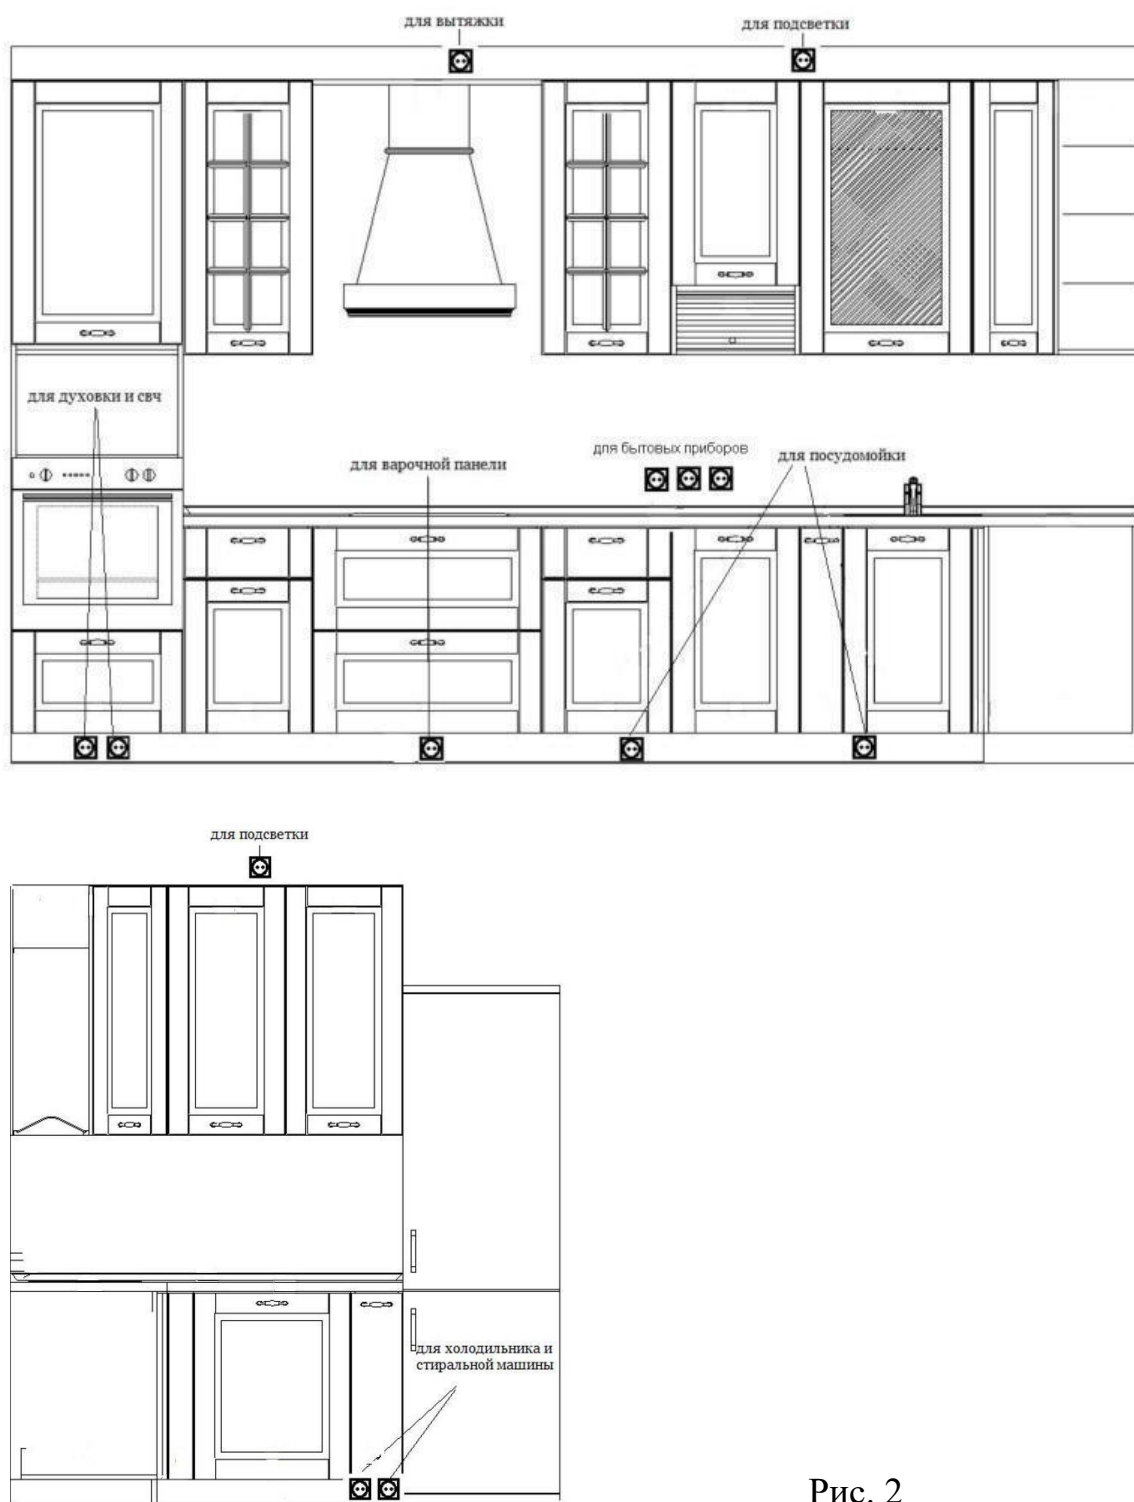 для вытяжки
для подсветки
для духовки и свч
для варочной панели
для бытовых приборов
для посудомойки
для подсветки
для холодильника и
стиральной машины
Рис. 2